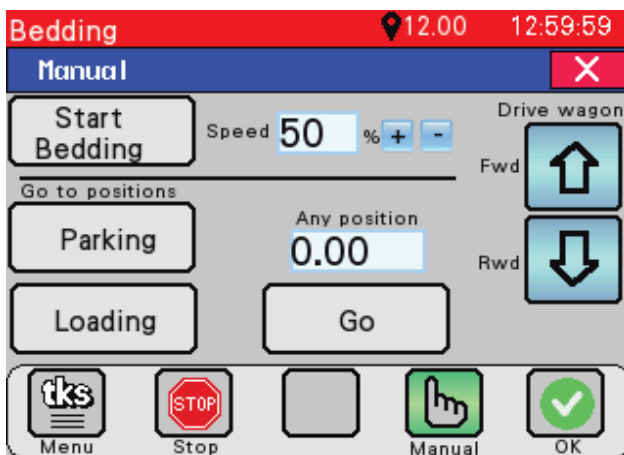 Bedding 12.00 12:59:59
Manual X
Start
Bedding
Speed 50 % + -
Drive wagon
Fwd
Go to positions
Parking
Any position
0.00
Rwd
Loading
Go
tks
STOP
Menu Stop Manual OK